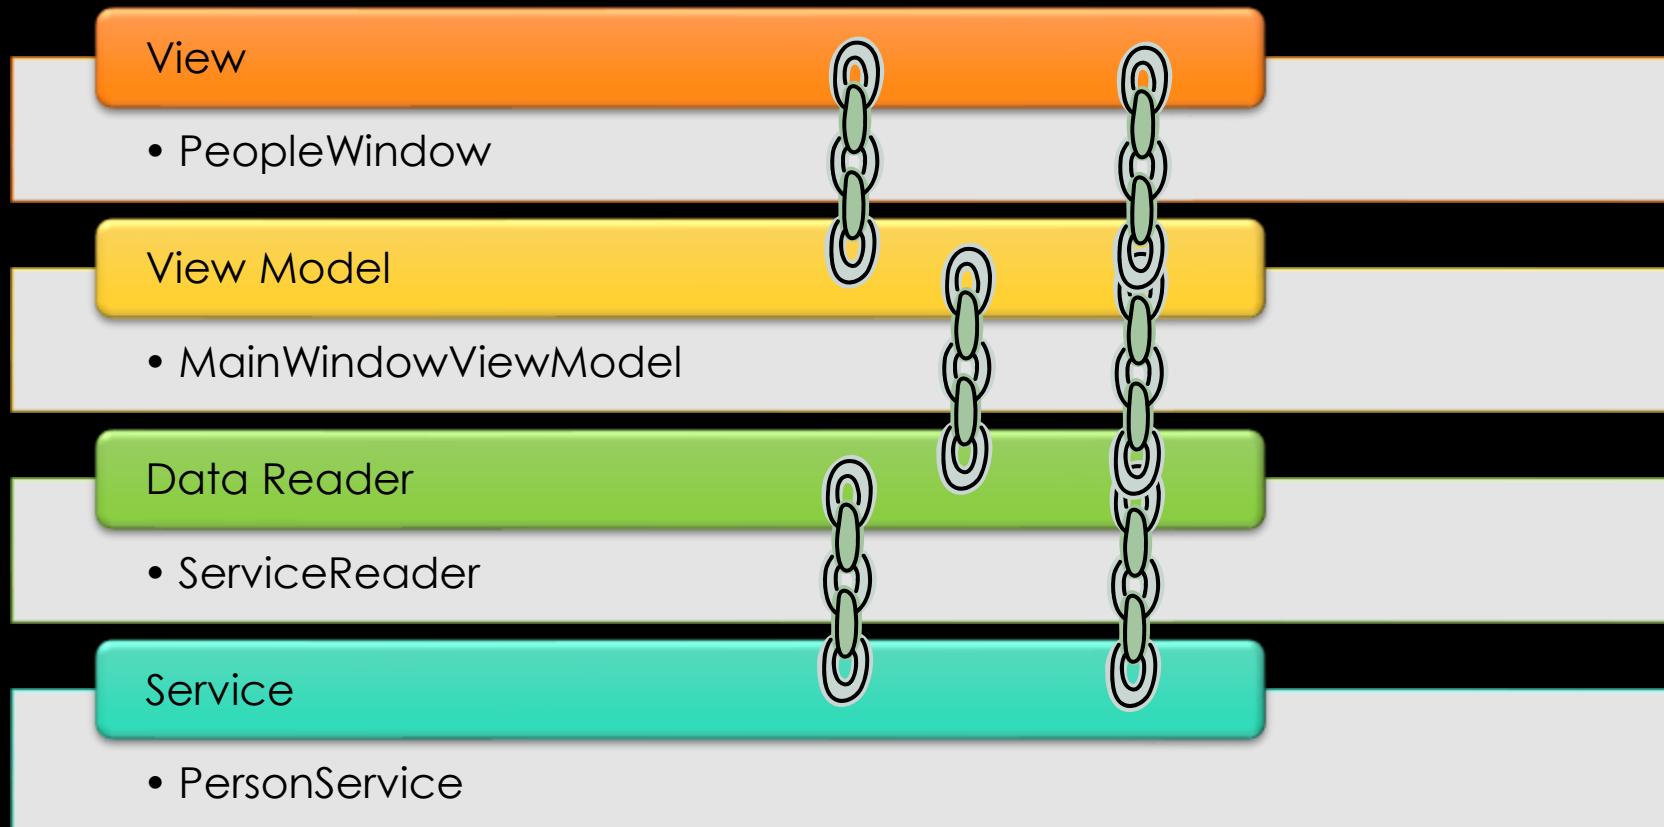 View
• PeopleWindow
View Model
• MainWindowViewModel
Data Reader
• ServiceReader
Service
• PersonService